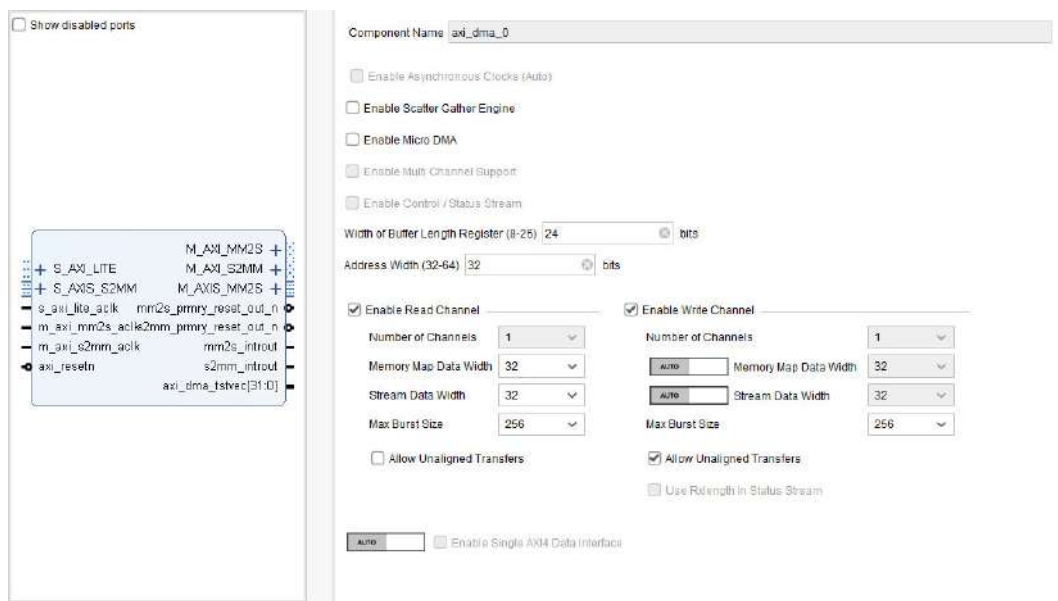 Show disabled ports
S_AXI_LITE
S_AXIS_S2MM
s_axi_lite_aclk
m_axi_mm2s_aclk
m_axi_s2mm_aclk
axi_resetn
M_AXI_MM2S
M_AXI_S2MM
M_AXIS_MM2S
mm2s_prmry_reset_out_n
s2mm_prmry_reset_out_n
mm2s_introut
s2mm_introut
axi_dma_tstvec[31:0]
Component Name axi_dma_0
Enable Asynchronous Clocks (Auto)
Enable Scatter Gather Engine
Enable Micro DMA
Enable Multi Channel Support
Enable Control / Status Stream
Width of Buffer Length Register (8-26) 24 bits
Address Width (32-64) 32 bits
Enable Read Channel
Number of Channels 1
Memory Map Data Width 32
Stream Data Width 32
Max Burst Size 256
Allow Unaligned Transfers
Enable Write Channel
Number of Channels 1
AUTO Memory Map Data Width 32
AUTO Stream Data Width 32
Max Burst Size 256
Allow Unaligned Transfers
Use Rxlength In Status Stream
AUTO Enable Single AXI4 Data Interface